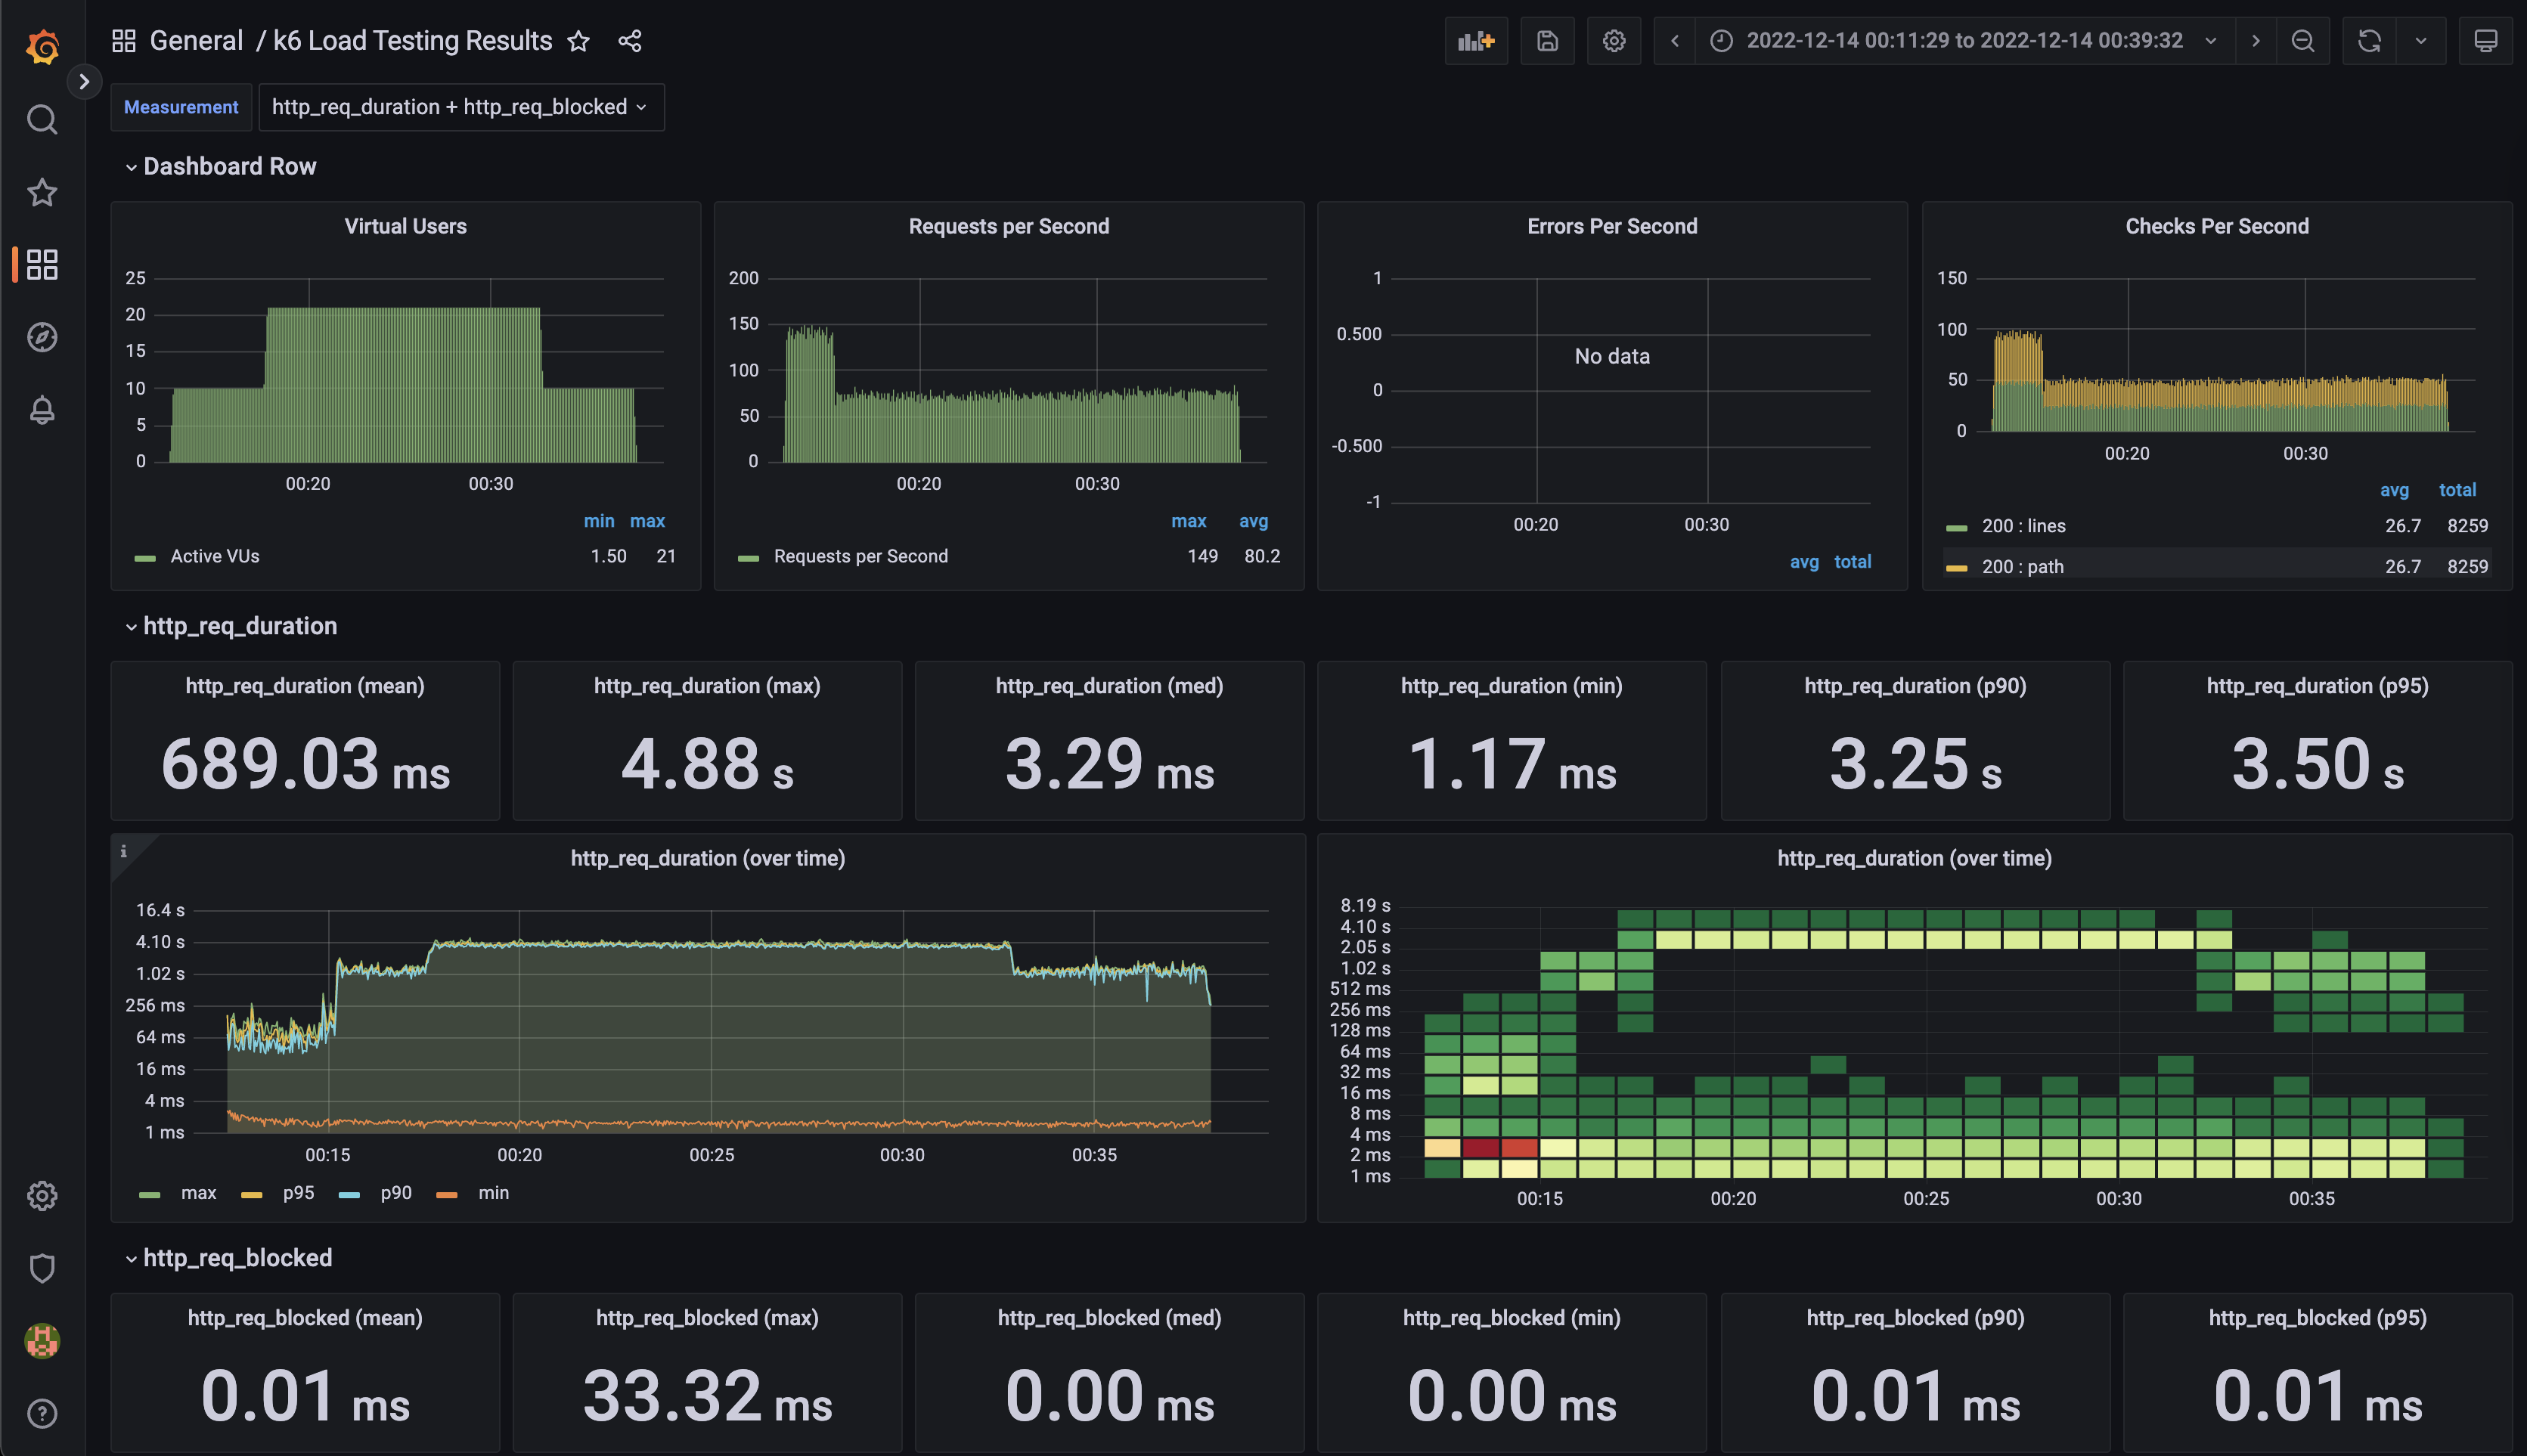 General / k6 Load Testing Results
2022-12-14 00:11:29 to 2022-12-14 00:39:32
Measurement
http_req_duration + http_req_blocked
Dashboard Row
Virtual Users
25
20
15
10
5
0
00:20 00:30
min max
Active VUs 1.50 21
Requests per Second
200
150
100
50
0
00:20 00:30
max avg
Requests per Second 149 80.2
Errors Per Second
1
0.500
0
-0.500
-1
No data
00:20 00:30
avg total
Checks Per Second
150
100
50
0
00:20 00:30
avg total
200 : lines 26.7 8259
200 : path 26.7 8259
http_req_duration
http_req_duration (mean)
689.03 ms
http_req_duration (max)
4.88 s
http_req_duration (med)
3.29 ms
http_req_duration (min)
1.17 ms
http_req_duration (p90)
3.25 s
http_req_duration (p95)
3.50 s
i
http_req_duration (over time)
16.4 s
4.10 s
1.02 s
256 ms
64 ms
16 ms
4 ms
1 ms
00:15 00:20 00:25 00:30 00:35
max p95 p90 min
http_req_duration (over time)
8.19 s
4.10 s
2.05 s
1.02 s
512 ms
256 ms
128 ms
64 ms
32 ms
16 ms
8 ms
4 ms
2 ms
1 ms
00:15 00:20 00:25 00:30 00:35
http_req_blocked
http_req_blocked (mean)
0.01 ms
http_req_blocked (max)
33.32 ms
http_req_blocked (med)
0.00 ms
http_req_blocked (min)
0.00 ms
http_req_blocked (p90)
0.01 ms
http_req_blocked (p95)
0.01 ms